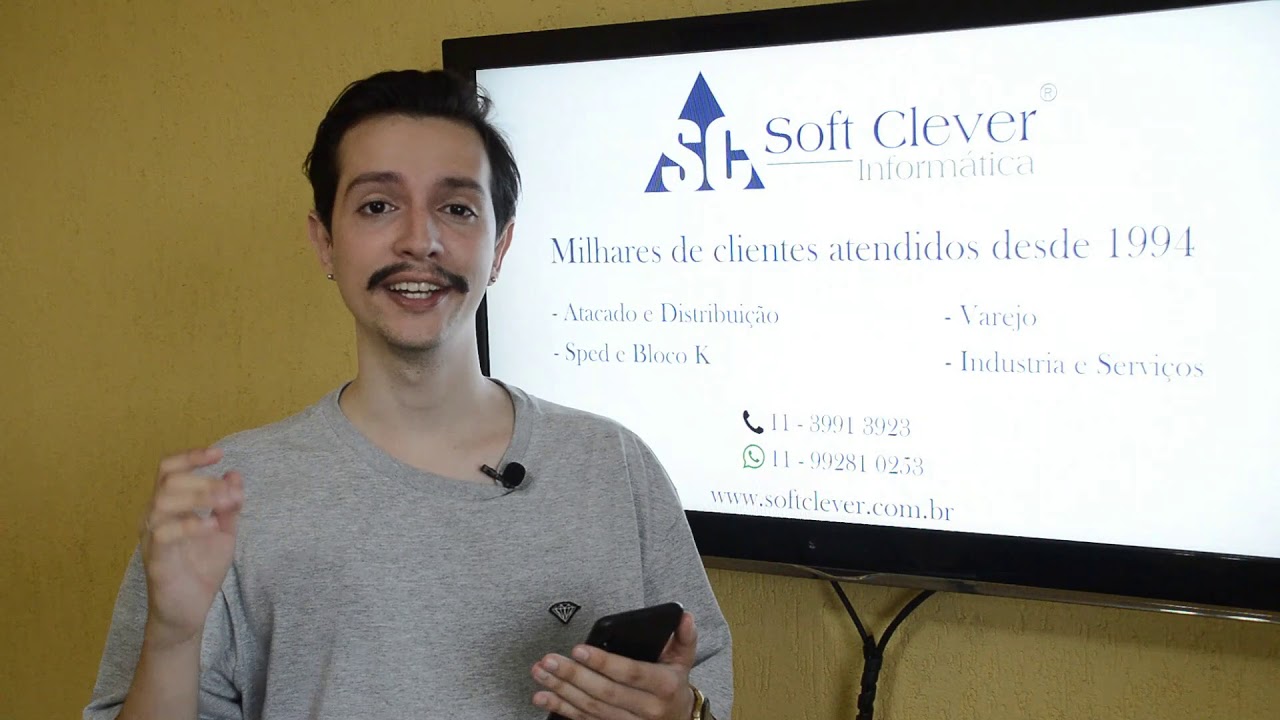 SC Soft Clever ®
Informática
Milhares de clientes atendidos desde 1994
- Atacado e Distribuição
- Sped e Bloco K
- Varejo
- Industria e Serviços
11 - 3991 3923
11 - 99281 0253
www.softclever.com.br